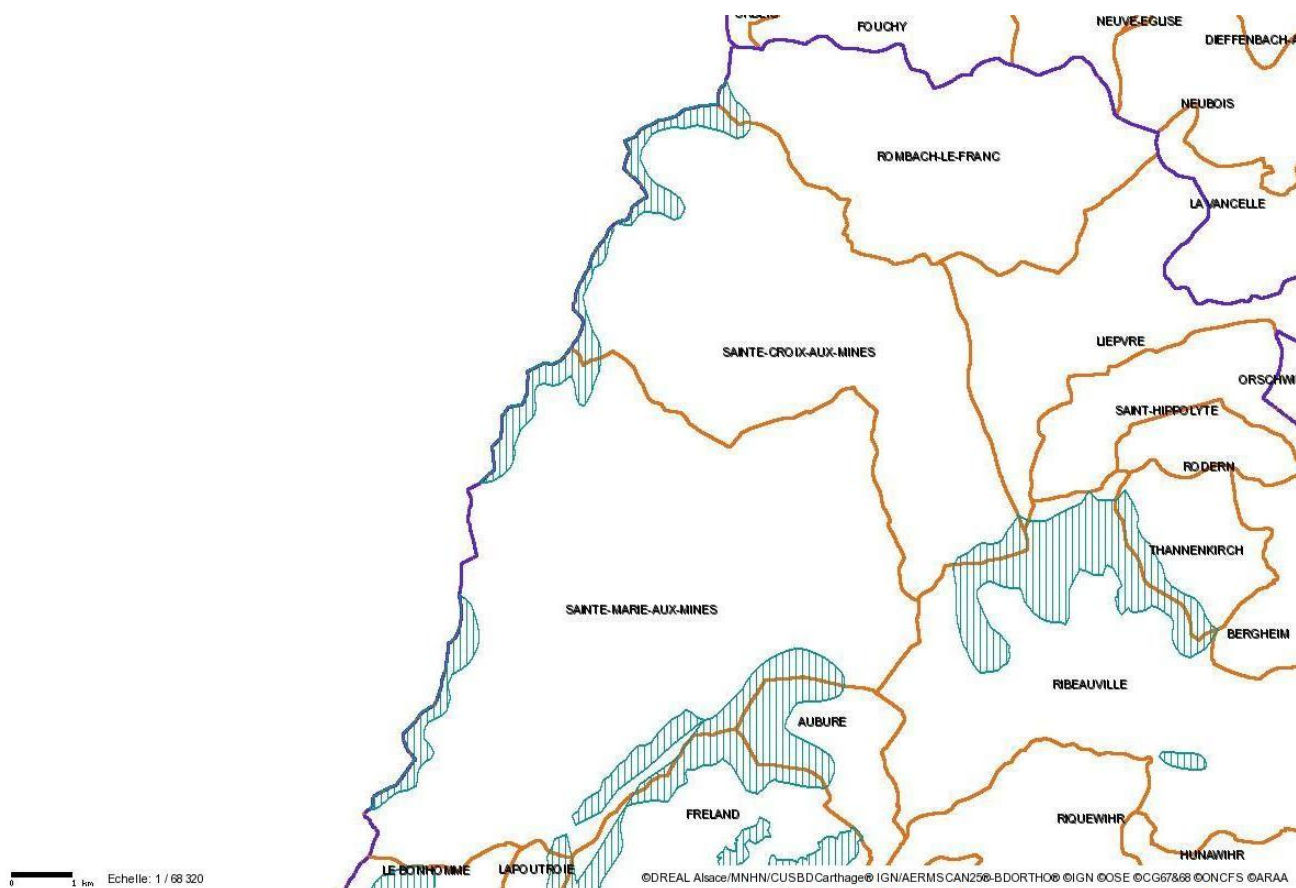 FOUCHY
NEUVE-EGLISE
DIEFFENBACH-A
NEUBOIS
ROMBACH-LE-FRANC
LA VANCELLE
LIEPVRE
SAINTE-CROIX-AUX-MINES
ORSCHWI
SAINT-HIPPOLYTE
RODERN
THANNENKIRCH
SAINTE-MARIE-AUX-MINES
BERGHEIM
RIBEAUVILLE
AUBURE
FRELAND
RIQUEWIHR
HUNAWIHR
LE BONHOMME
LAPOUTROIE
0 1 km
Echelle: 1 / 68 320
©DREAL Alsace/MNHN/CUSBDCarthage® IGN/AERMSCAN25®-BDORTHO® ©IGN ©OSE ©CG67&68 ©ONCFS ©ARAA